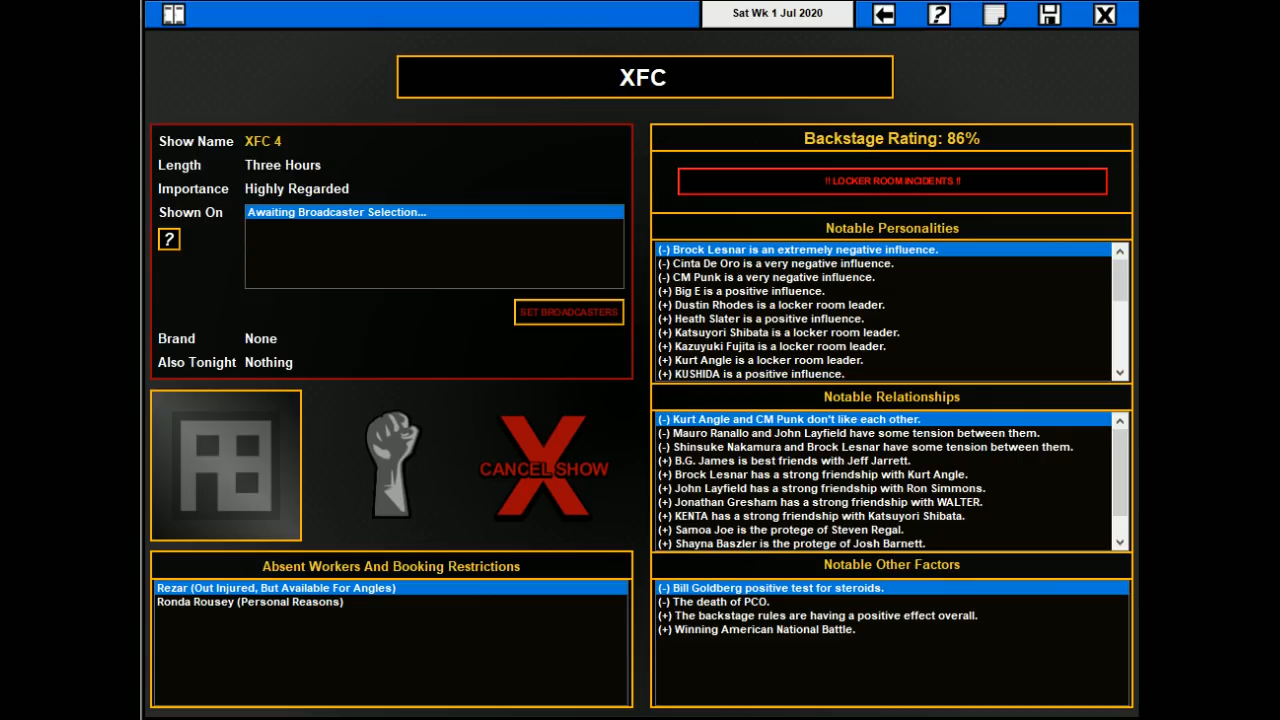 Sat Wk 1 Jul 2020
?
X
XFC
Show Name XFC 4
Length Three Hours
Importance Highly Regarded
Shown On Awaiting Broadcaster Selection...
?
SET BROADCASTERS
Brand None
Also Tonight Nothing
CANCEL SHOW
Absent Workers And Booking Restrictions
Rezar (Out Injured, But Available For Angles)
Ronda Rousey (Personal Reasons)
Backstage Rating: 86%
!! LOCKER ROOM INCIDENTS !!
Notable Personalities
(-) Brock Lesnar is an extremely negative influence.
(-) Cinta De Oro is a very negative influence.
(-) CM Punk is a very negative influence.
(+) Big E is a positive influence.
(+) Dustin Rhodes is a locker room leader.
(+) Heath Slater is a positive influence.
(+) Katsuyori Shibata is a locker room leader.
(+) Kazuyuki Fujita is a locker room leader.
(+) Kurt Angle is a locker room leader.
(+) KUSHIDA is a positive influence.
Notable Relationships
(-) Kurt Angle and CM Punk don't like each other.
(-) Mauro Ranallo and John Layfield have some tension between them.
(-) Shinsuke Nakamura and Brock Lesnar have some tension between them.
(+) B.G. James is best friends with Jeff Jarrett.
(+) Brock Lesnar has a strong friendship with Kurt Angle.
(+) John Layfield has a strong friendship with Ron Simmons.
(+) Jonathan Gresham has a strong friendship with WALTER.
(+) KENTA has a strong friendship with Katsuyori Shibata.
(+) Samoa Joe is the protege of Steven Regal.
(+) Shayna Baszler is the protege of Josh Barnett.
Notable Other Factors
(-) Bill Goldberg positive test for steroids.
(-) The death of PCO.
(+) The backstage rules are having a positive effect overall.
(+) Winning American National Battle.